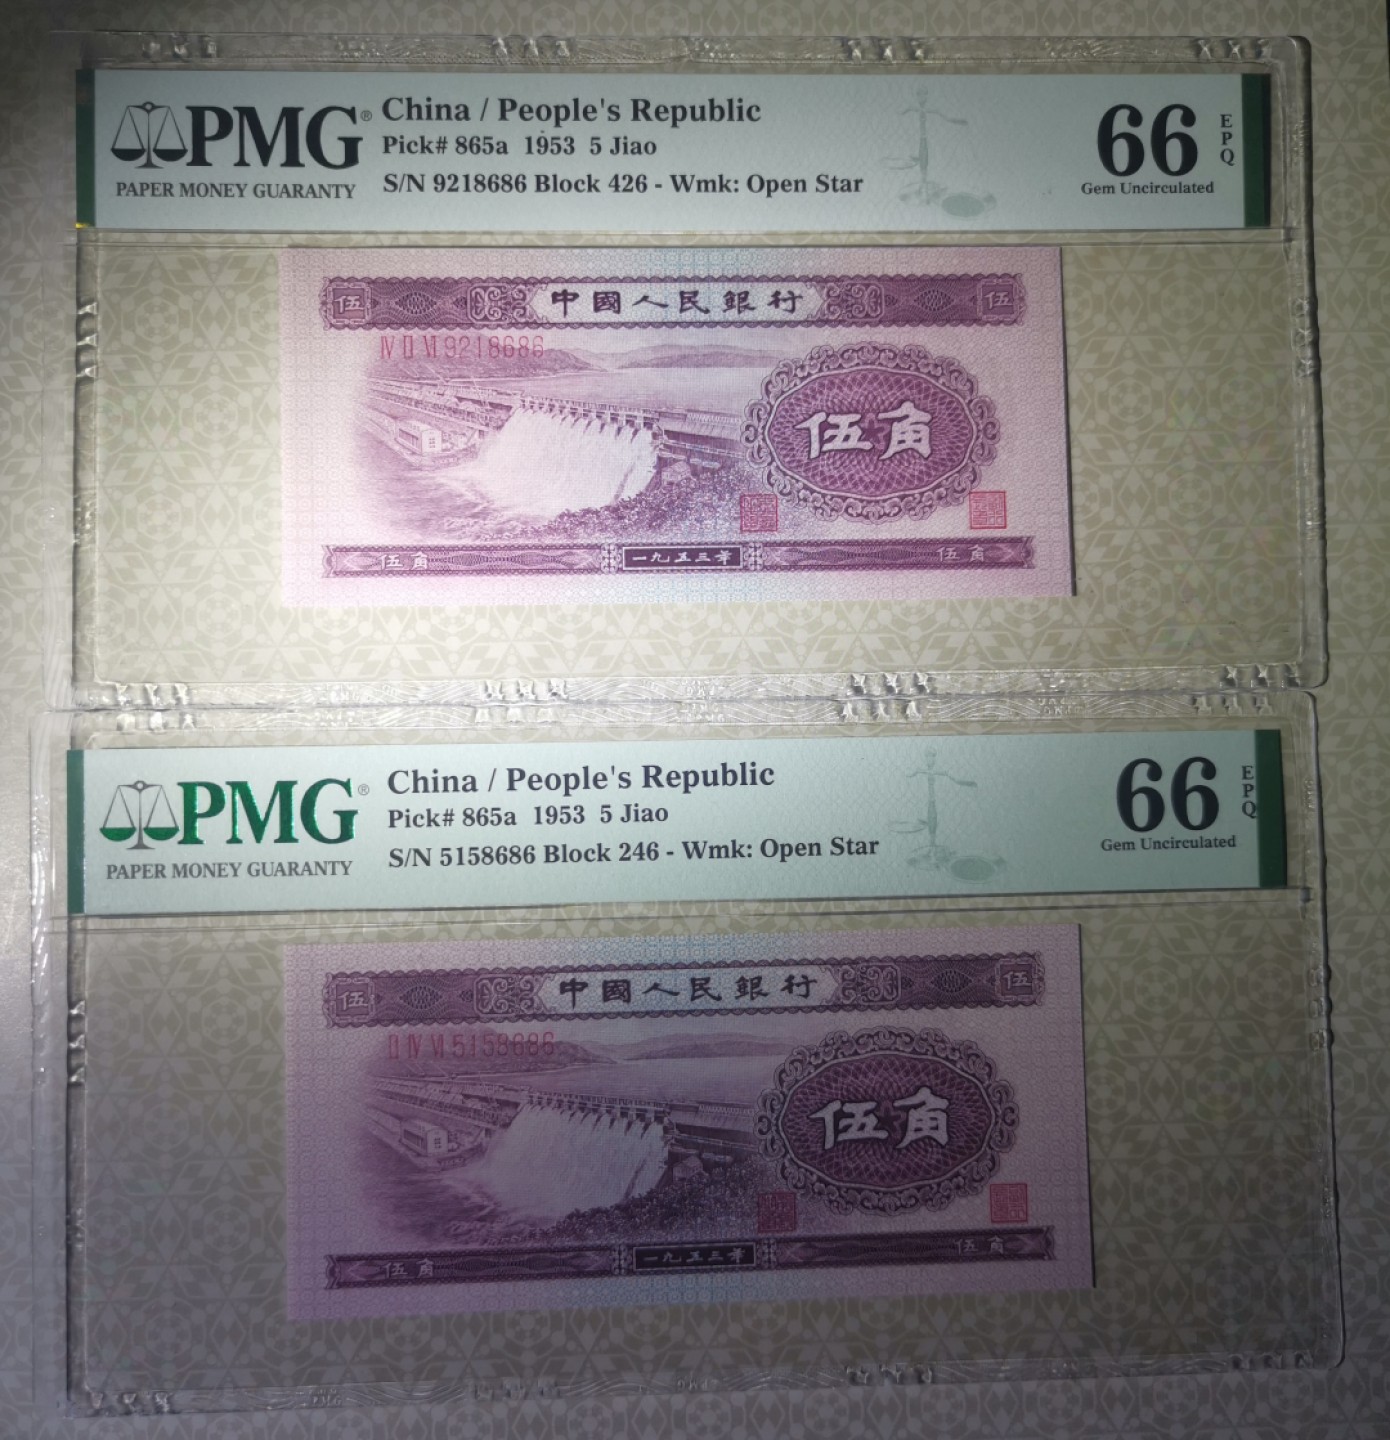 PMG®
PAPER MONEY GUARANTY
China / People's Republic
Pick# 865a 1953 5 Jiao
S/N 9218686 Block 426 - Wmk: Open Star
66
EPQ
Gem Uncirculated
伍 中國人民銀行 伍
Ⅳ Ⅱ Ⅵ 9218686
伍角
伍角 一九五三年 伍角
PMG®
PAPER MONEY GUARANTY
China / People's Republic
Pick# 865a 1953 5 Jiao
S/N 5158686 Block 246 - Wmk: Open Star
66
EPQ
Gem Uncirculated
伍 中國人民銀行 伍
Ⅱ Ⅳ Ⅵ 5158686
伍角
伍角 一九五三年 伍角